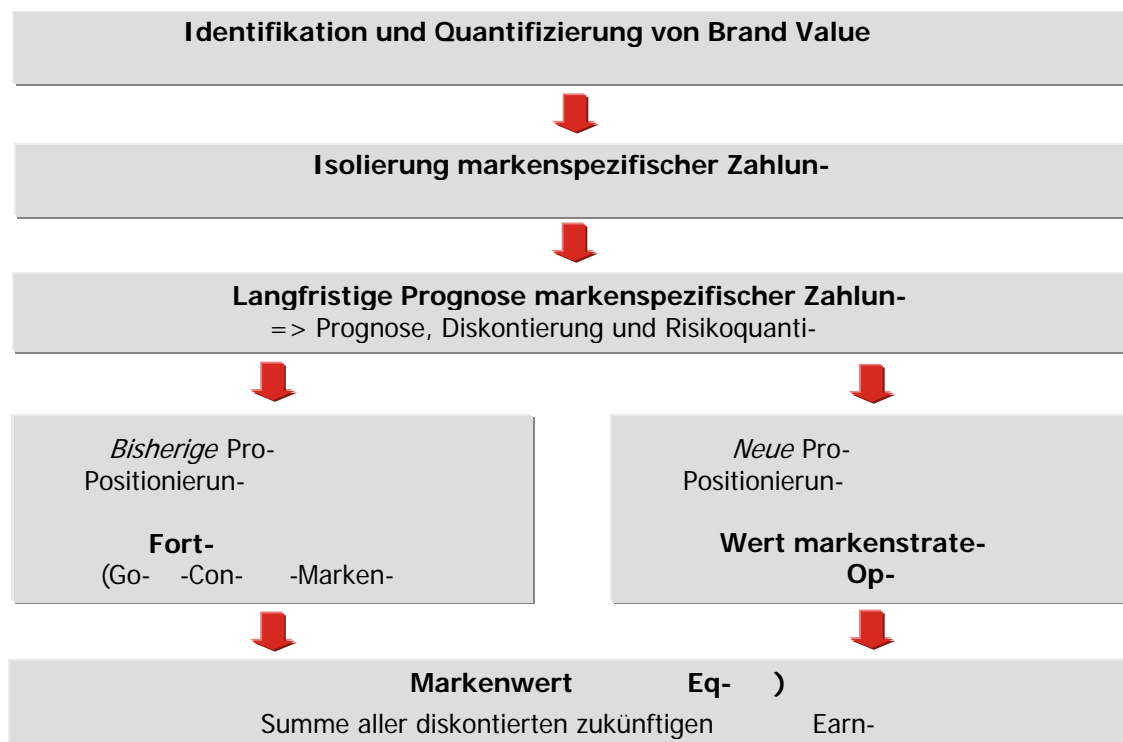 Identifikation und Quantifizierung von Brand Value
Isolierung markenspezifischer Zahlun-
Langfristige Prognose markenspezifischer Zahlun-
=> Prognose, Diskontierung und Risikoquanti-
Bisherige Pro-
Positionierun-
Fort-
(Go- -Con- -Marken-
Neue Pro-
Positionierun-
Wert markenstrate-
Op-
Markenwert Eq- )
Summe aller diskontierten zukünftigen Earn-